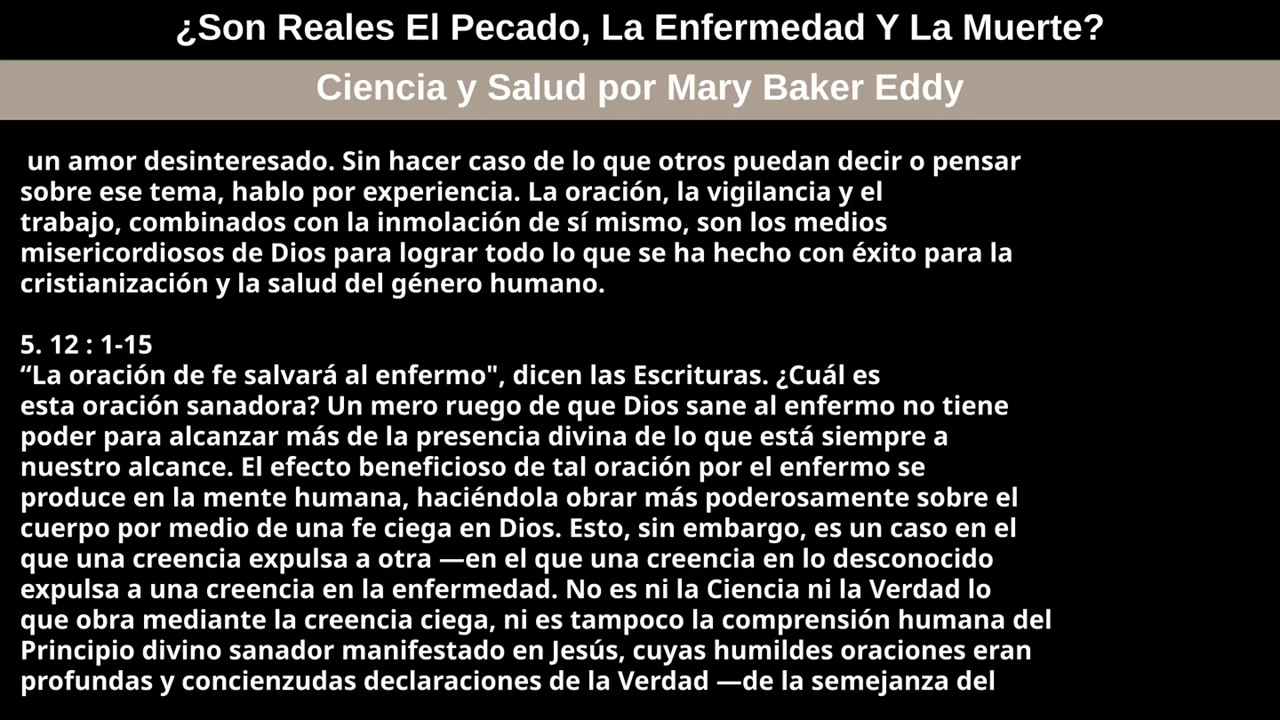 ¿Son Reales El Pecado, La Enfermedad Y La Muerte?
Ciencia y Salud por Mary Baker Eddy
un amor desinteresado. Sin hacer caso de lo que otros puedan decir o pensar
sobre ese tema, hablo por experiencia. La oración, la vigilancia y el
trabajo, combinados con la inmolación de sí mismo, son los medios
misericordiosos de Dios para lograr todo lo que se ha hecho con éxito para la
cristianización y la salud del género humano.
5. 12 : 1-15
“La oración de fe salvará al enfermo", dicen las Escrituras. ¿Cuál es
esta oración sanadora? Un mero ruego de que Dios sane al enfermo no tiene
poder para alcanzar más de la presencia divina de lo que está siempre a
nuestro alcance. El efecto beneficioso de tal oración por el enfermo se
produce en la mente humana, haciéndola obrar más poderosamente sobre el
cuerpo por medio de una fe ciega en Dios. Esto, sin embargo, es un caso en el
que una creencia expulsa a otra —en el que una creencia en lo desconocido
expulsa a una creencia en la enfermedad. No es ni la Ciencia ni la Verdad lo
que obra mediante la creencia ciega, ni es tampoco la comprensión humana del
Principio divino sanador manifestado en Jesús, cuyas humildes oraciones eran
profundas y concienzudas declaraciones de la Verdad —de la semejanza del